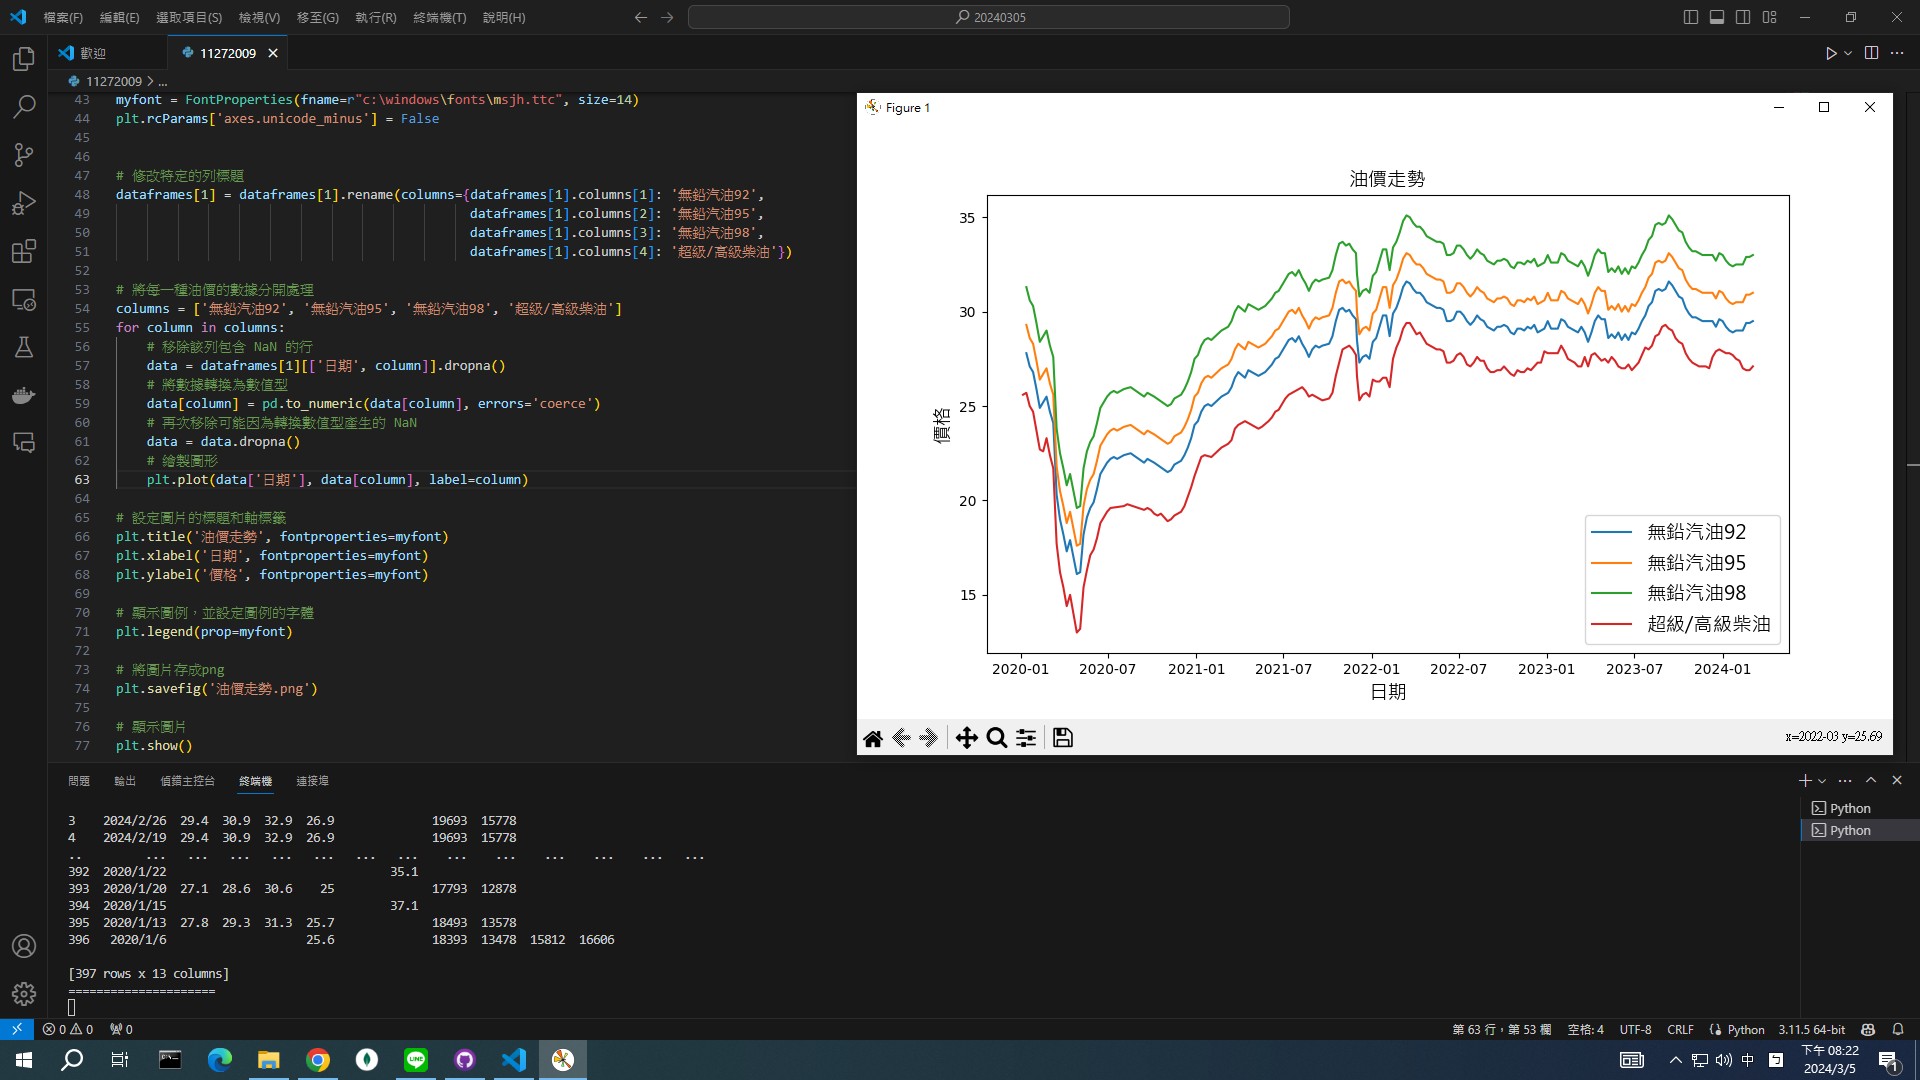 檔案(F) 編輯(E) 選取項目(S) 檢視(V) 移至(G) 執行(R) 終端機(T) 說明(H)
20240305
歡迎
11272009
11272009 > ...
43 myfont = FontProperties(fname=r"c:\windows\fonts\msjh.ttc", size=14)
44 plt.rcParams['axes.unicode_minus'] = False
45
46
47 # 修改特定的列標題
48 dataframes[1] = dataframes[1].rename(columns={dataframes[1].columns[1]: '無鉛汽油92',
49 dataframes[1].columns[2]: '無鉛汽油95',
50 dataframes[1].columns[3]: '無鉛汽油98',
51 dataframes[1].columns[4]: '超級/高級柴油'})
52
53 # 將每一種油價的數據分開處理
54 columns = ['無鉛汽油92', '無鉛汽油95', '無鉛汽油98', '超級/高級柴油']
55 for column in columns:
56 # 移除該列包含 NaN 的行
57 data = dataframes[1][['日期', column]].dropna()
58 # 將數據轉換為數值型
59 data[column] = pd.to_numeric(data[column], errors='coerce')
60 # 再次移除可能因為轉換數值型產生的 NaN
61 data = data.dropna()
62 # 繪製圖形
63 plt.plot(data['日期'], data[column], label=column)
64
65 # 設定圖片的標題和軸標籤
66 plt.title('油價走勢', fontproperties=myfont)
67 plt.xlabel('日期', fontproperties=myfont)
68 plt.ylabel('價格', fontproperties=myfont)
69
70 # 顯示圖例，並設定圖例的字體
71 plt.legend(prop=myfont)
72
73 # 將圖片存成png
74 plt.savefig('油價走勢.png')
75
76 # 顯示圖片
77 plt.show()
Figure 1
油價走勢
35
30
25
20
15
價格
無鉛汽油92
無鉛汽油95
無鉛汽油98
超級/高級柴油
2020-01 2020-07 2021-01 2021-07 2022-01 2022-07 2023-01 2023-07 2024-01
日期
x=2022-03 y=25.69
問題 輸出 偵錯主控台 終端機 連接埠
3 2024/2/26 29.4 30.9 32.9 26.9 19693 15778
4 2024/2/19 29.4 30.9 32.9 26.9 19693 15778
.. ... ... ... ... ... ... ... ... ... ... ... ... ...
392 2020/1/22 35.1
393 2020/1/20 27.1 28.6 30.6 25 17793 12878
394 2020/1/15 37.1
395 2020/1/13 27.8 29.3 31.3 25.7 18493 13578
396 2020/1/6 25.6 18393 13478 15812 16606
[397 rows x 13 columns]
=====================
Python
Python
0 0 0
第 63 行，第 53 欄 空格: 4 UTF-8 CRLF Python 3.11.5 64-bit
LINE
中
下午 08:22
2024/3/5
1